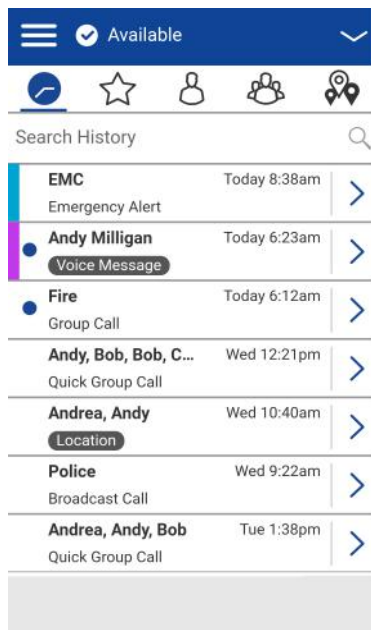 Available
Search History
EMC Today 8:38am
Emergency Alert
Andy Milligan Today 6:23am
Voice Message
Fire Today 6:12am
Group Call
Andy, Bob, Bob, C... Wed 12:21pm
Quick Group Call
Andrea, Andy Wed 10:40am
Location
Police Wed 9:22am
Broadcast Call
Andrea, Andy, Bob Tue 1:38pm
Quick Group Call